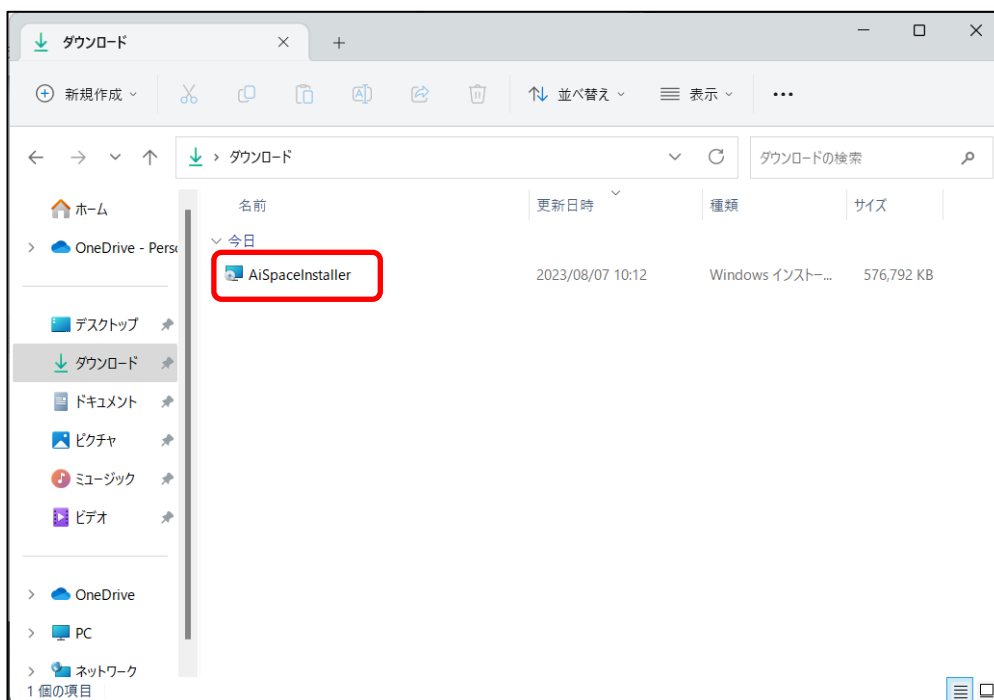 ダウンロード
新規作成
並べ替え
表示
ダウンロード
ダウンロードの検索
ホーム
OneDrive - Perso
デスクトップ
ダウンロード
ドキュメント
ピクチャ
ミュージック
ビデオ
OneDrive
PC
ネットワーク
名前 更新日時 種類 サイズ
今日
AiSpaceInstaller 2023/08/07 10:12 Windows インストー... 576,792 KB
1 個の項目